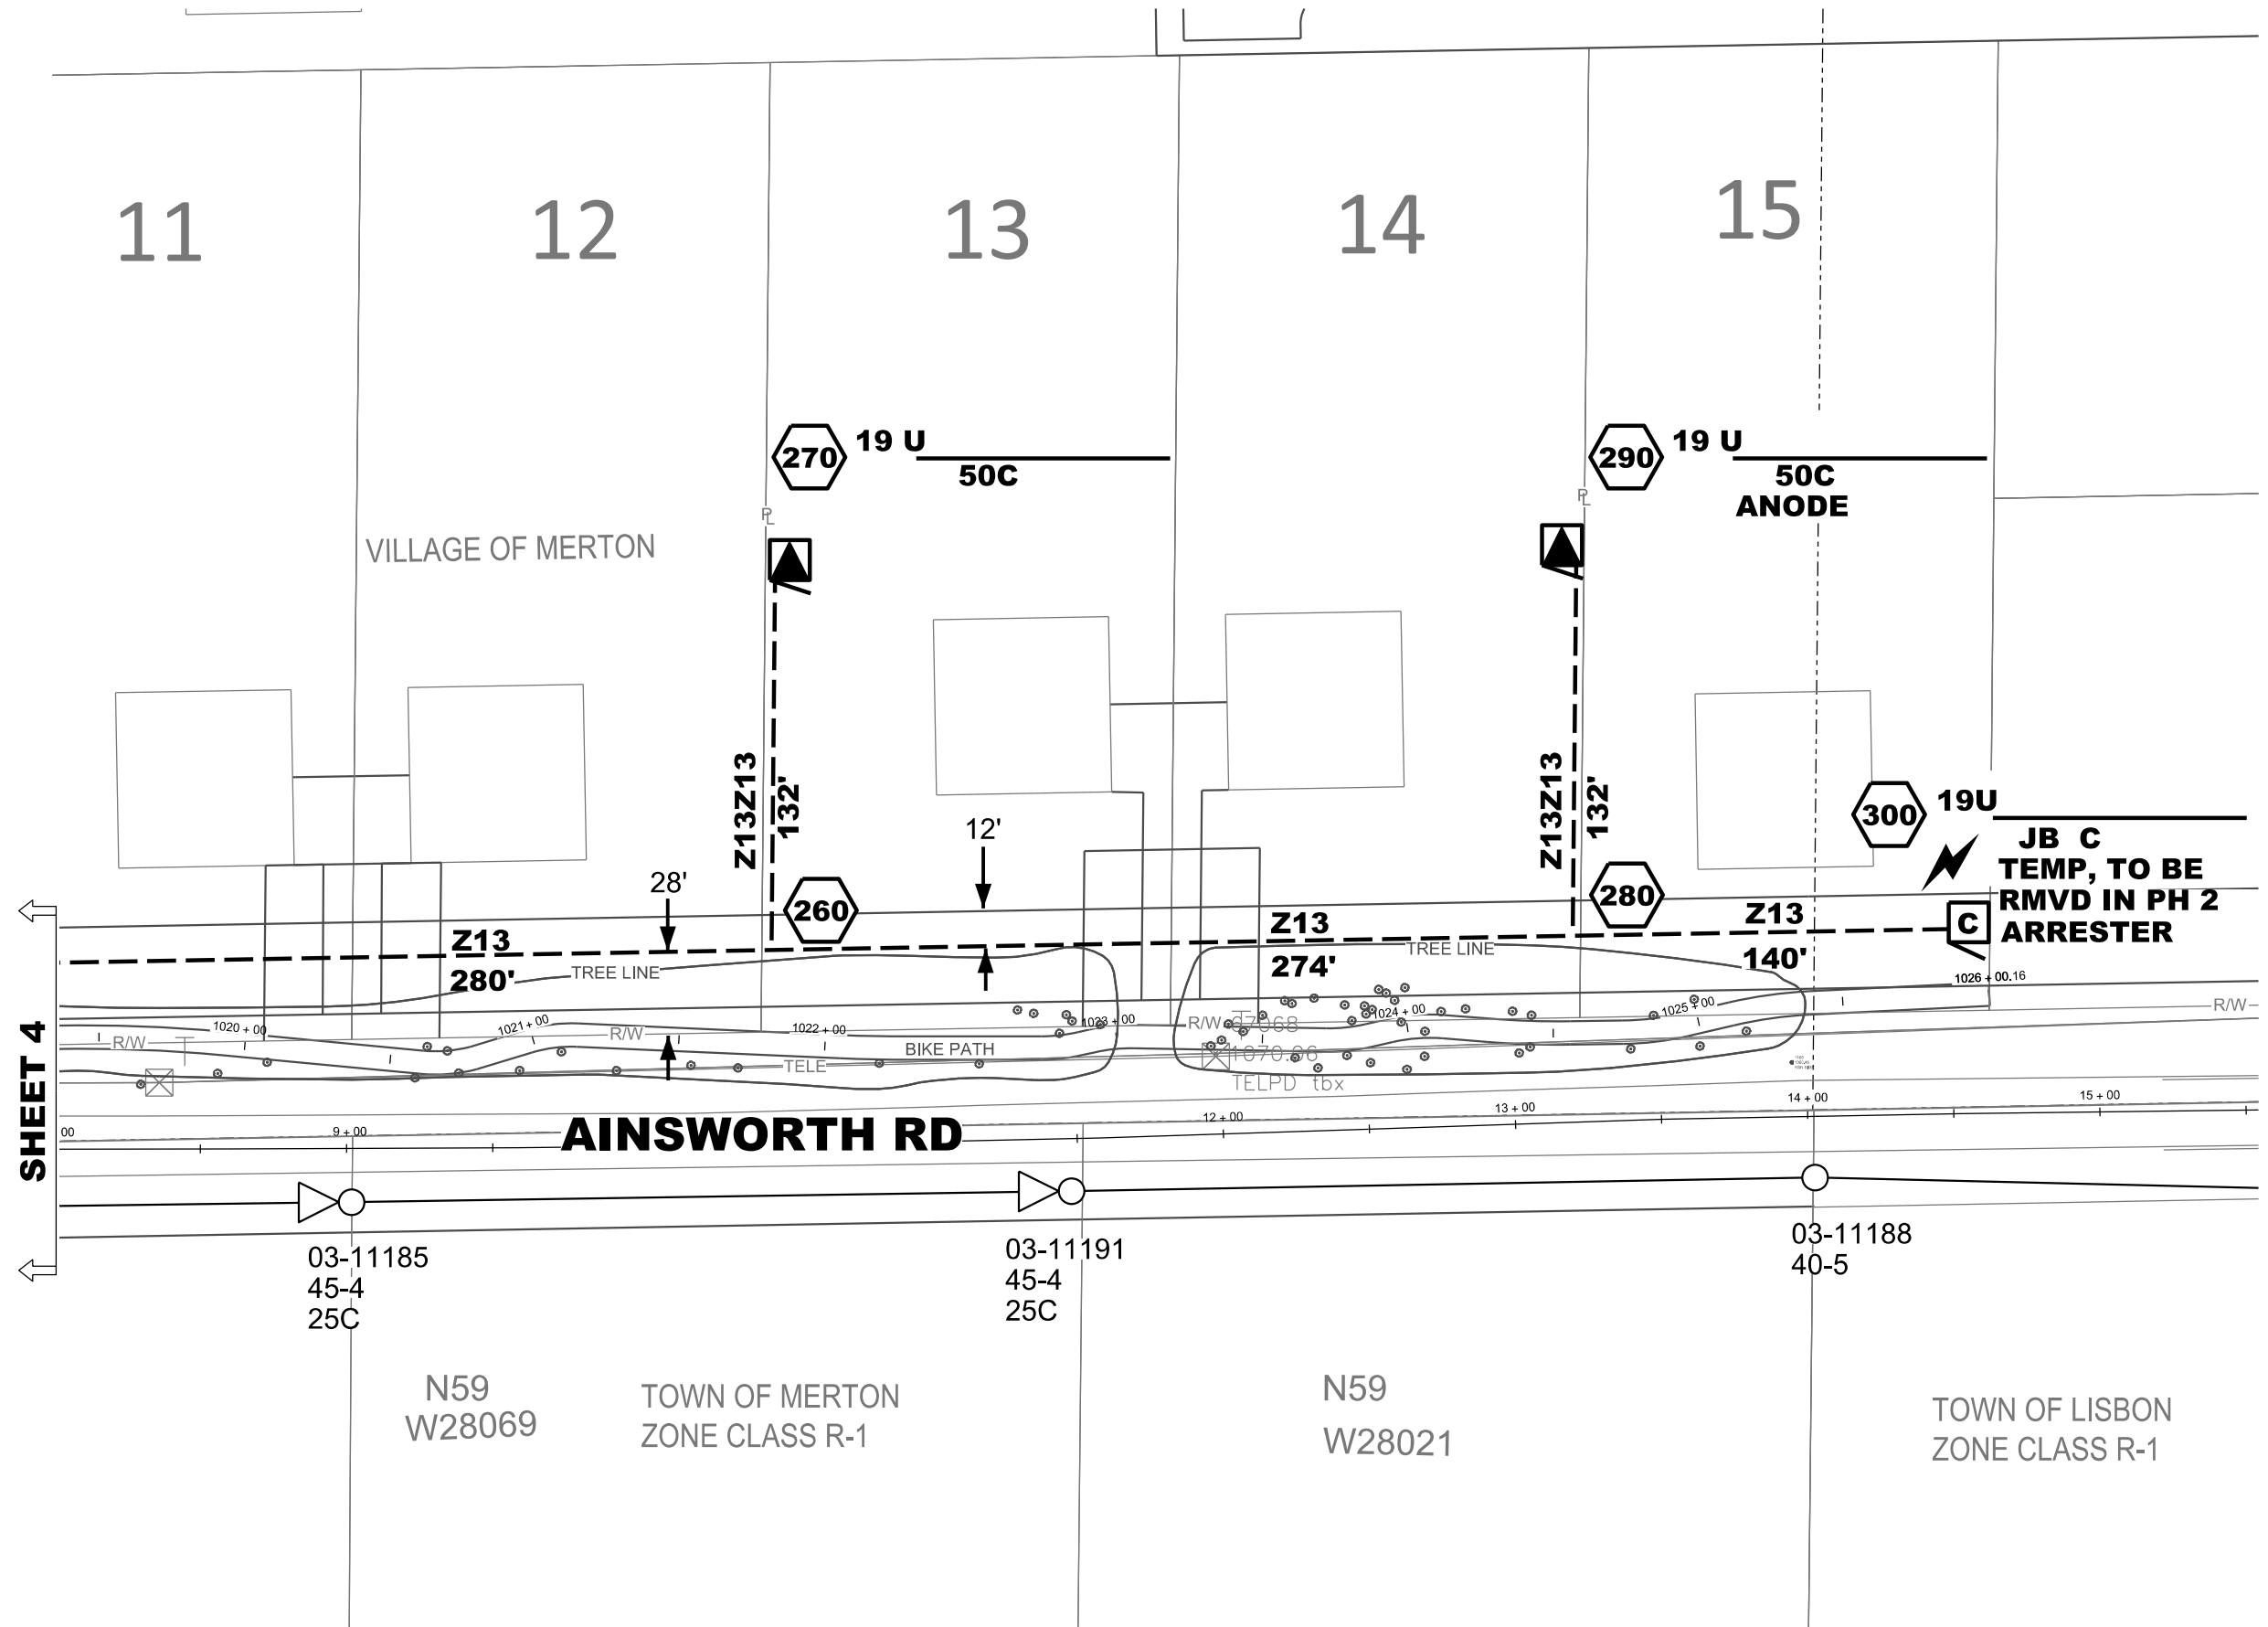 11
12
13
14
15
270
19 U
50C
290
19 U
50C
ANODE
PL
PL
VILLAGE OF MERTON
Z13Z13
132'
Z13Z13
132'
12'
28'
260
280
300
19U
JB C
TEMP, TO BE
RMVD IN PH 2
ARRESTER
C
Z13
280'
Z13
274'
Z13
140'
TREE LINE
TREE LINE
1026 + 00.16
1020 + 00
1021 + 00
1022 + 00
1023 + 00
1024 + 00
1025 + 00
R/W
R/W
R/W
R/W
T
T
67068
1070.06
TELPD tbx
BIKE PATH
TELE
SHEET 4
00
9 + 00
AINSWORTH RD
12 + 00
13 + 00
14 + 00
15 + 00
03-11185
45-4
25C
03-11191
45-4
25C
03-11188
40-5
N59
W28069
TOWN OF MERTON
ZONE CLASS R-1
N59
W28021
TOWN OF LISBON
ZONE CLASS R-1